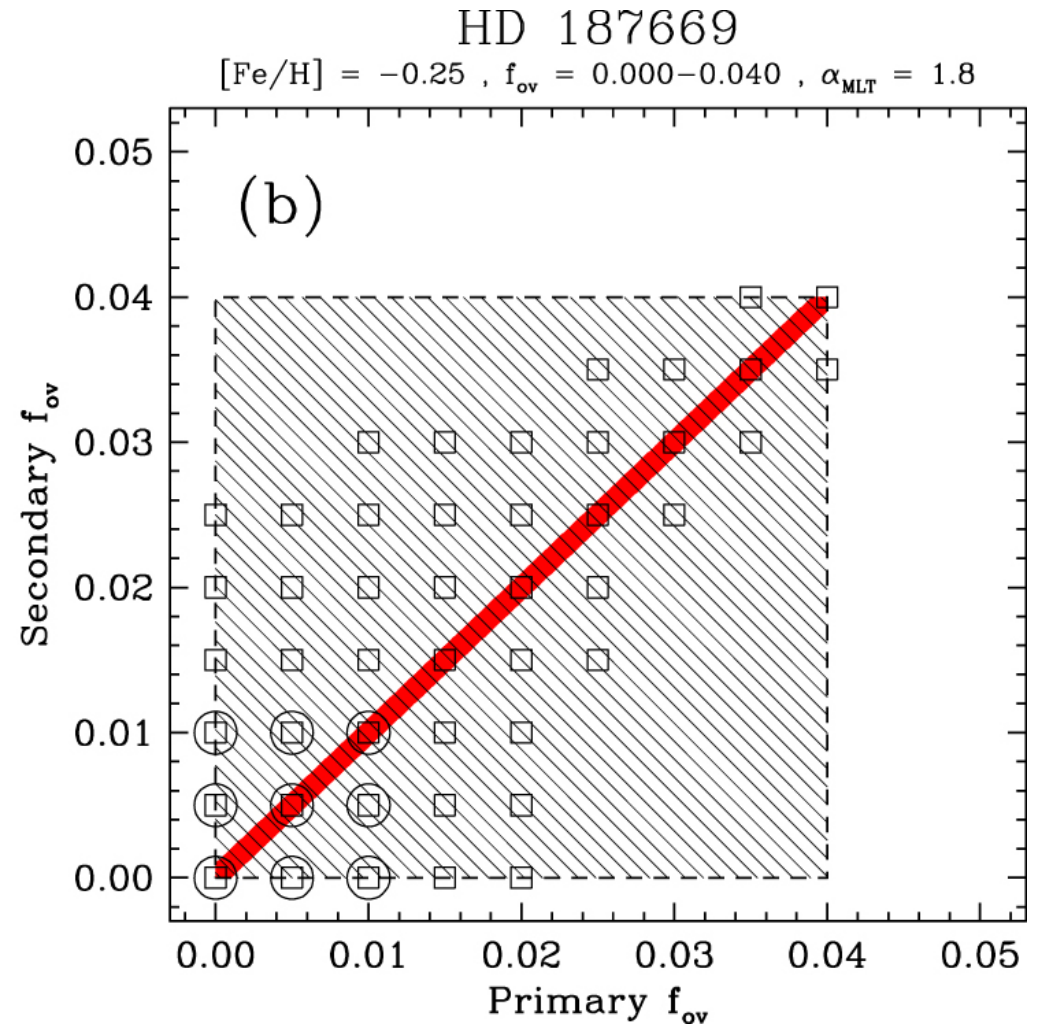 HD 187669
[Fe/H] = −0.25 , f_ov = 0.000−0.040 , α_MLT = 1.8
(b)
0.05
0.04
0.03
0.02
0.01
0.00
Secondary f_ov
0.00 0.01 0.02 0.03 0.04 0.05
Primary f_ov